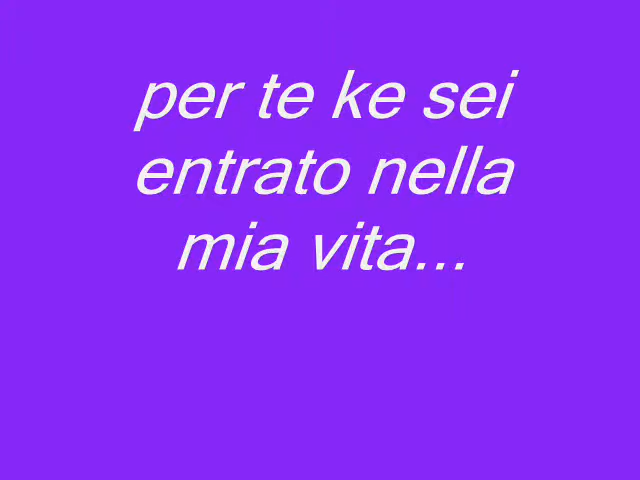 per te ke sei
entrato nella
mia vita...